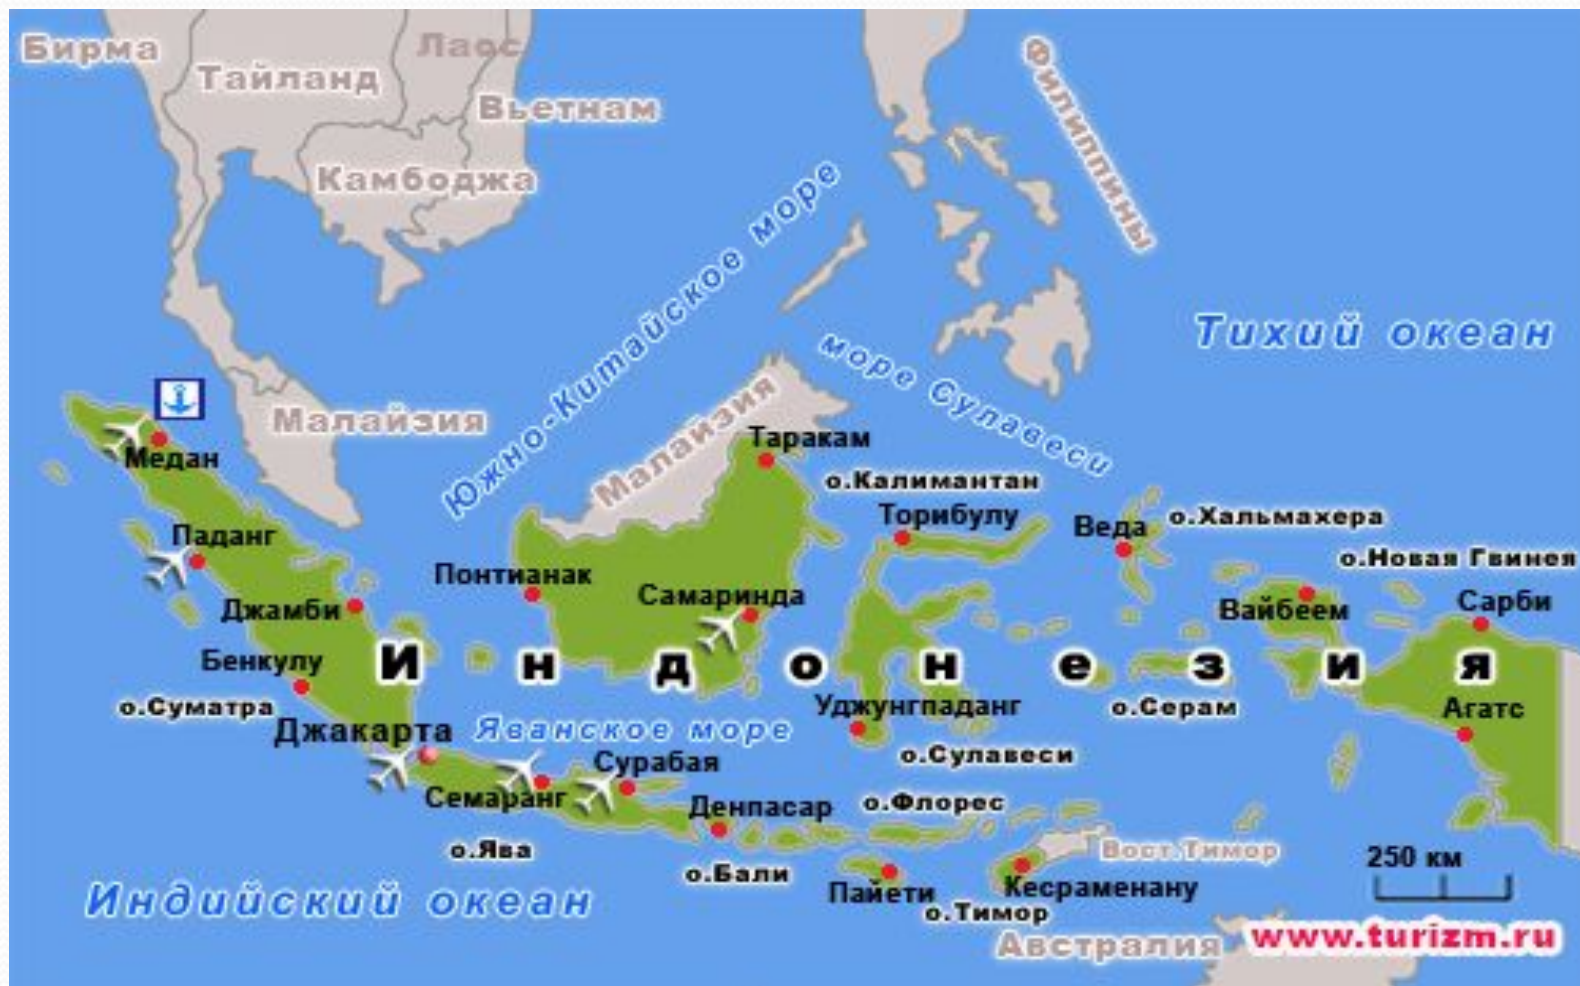 Бирма
Лаос
Тайланд
Вьетнам
Камбоджа
Филиппины
Южно-Китайское море
Тихий океан
море Сулавеси
Малайзия
Малайзия
Таракам
Медан
о.Калимантан
Торибулу
Веда
о.Хальмахера
Паданг
о.Новая Гвинея
Понтианак
Самаринда
Вайбеем
Сарби
Джамби
Индонезия
Бенкулу
о.Суматра
Уджунгпаданг
о.Серам
Агатс
Джакарта
Яванское море
о.Сулавеси
Сурабая
Семаранг
Денпасар
о.Флорес
о.Ява
Вост.Тимор
250 км
о.Бали
Пайети
Кесраменану
Индийский океан
о.Тимор
Австралия
www.turizm.ru